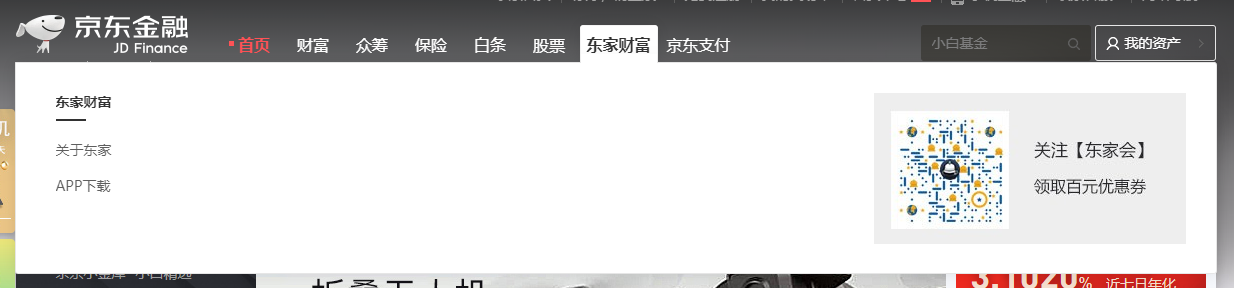 京东金融
JD Finance
首页 财富 众筹 保险 白条 股票 东家财富 京东支付
小白基金
我的资产
东家财富
关于东家
APP下载
关注【东家会】
领取百元优惠券
3.1020% 近七日年化